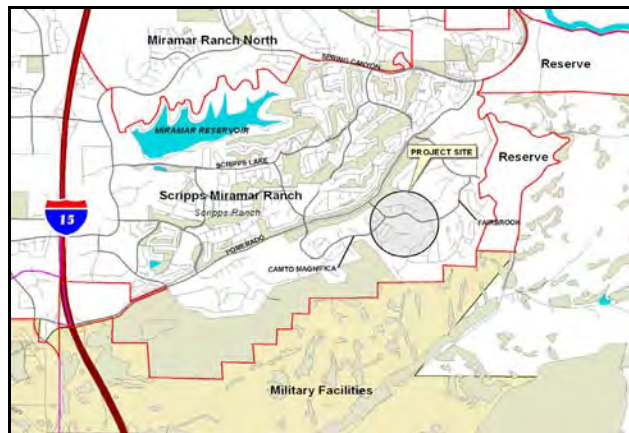 Miramar Ranch North
SPRING CANYON
Reserve
MIRAMAR RESERVOIR
PROJECT SITE
SCRIPPS LAKE
Reserve
Scripps Miramar Ranch
Scripps Ranch
15
FAIRBROOK
POMERADO
CAMTO MAGNIFICA
Military Facilities